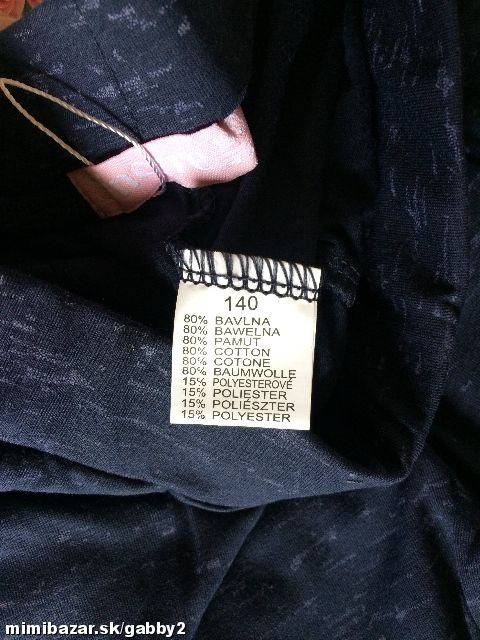 140
80% BAVLNA
80% BAWELNA
80% PAMUT
80% COTTON
80% COTONE
80% BAUMWOLLE
15% POLYESTEROVÉ
15% POLIESTER
15% POLIÉSZTER
15% POLYESTER
mimibazar.sk/gabby2